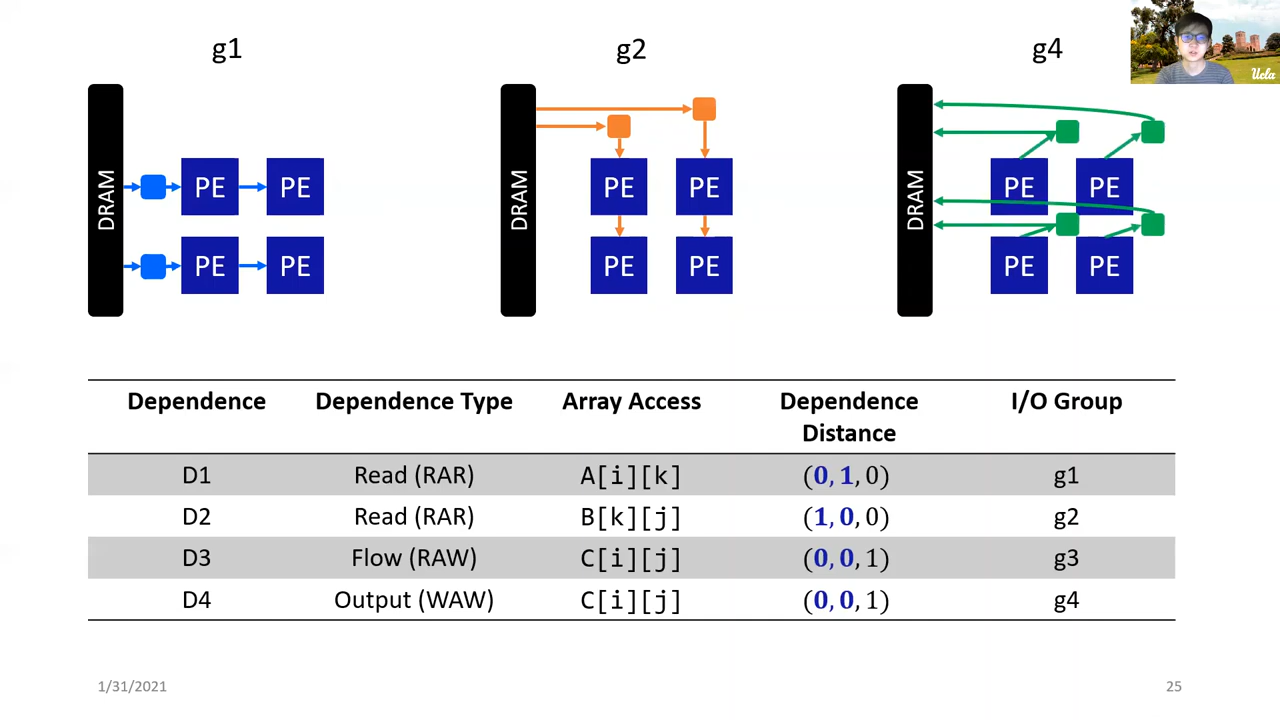 g1
g2
g4
Ucla
DRAM
PE PE
PE PE
DRAM
PE PE
PE PE
DRAM
PE PE
PE PE
Dependence Dependence Type Array Access Dependence Distance I/O Group
D1 Read (RAR) A[i][k] (0, 1, 0) g1
D2 Read (RAR) B[k][j] (1, 0, 0) g2
D3 Flow (RAW) C[i][j] (0, 0, 1) g3
D4 Output (WAW) C[i][j] (0, 0, 1) g4
1/31/2021
25